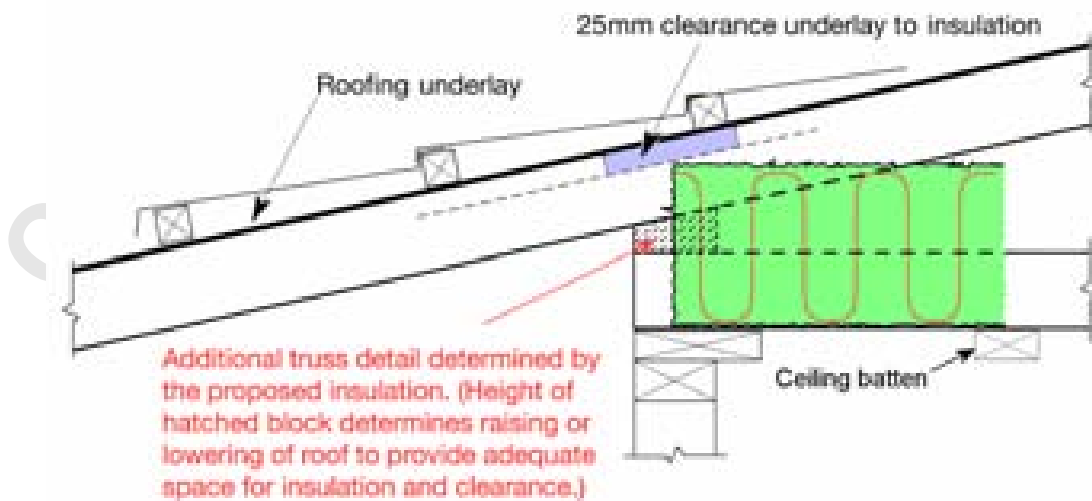 25mm clearance underlay to insulation
Roofing underlay
Additional truss detail determined by
the proposed insulation. (Height of
hatched block determines raising or
lowering of roof to provide adequate
space for insulation and clearance.)
Ceiling batten